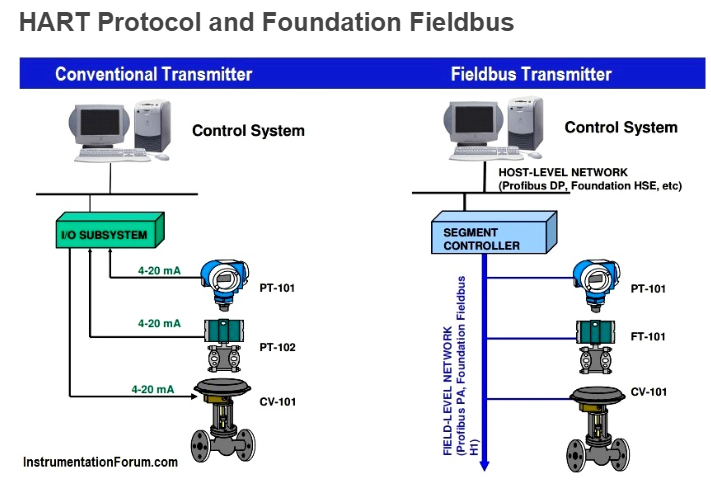 HART Protocol and Foundation Fieldbus
Conventional Transmitter
Control System
I/O SUBSYSTEM
4-20 mA
PT-101
4-20 mA
PT-102
4-20 mA
CV-101
InstrumentationForum.com
Fieldbus Transmitter
Control System
HOST-LEVEL NETWORK
(Profibus DP, Foundation HSE, etc)
SEGMENT
CONTROLLER
PT-101
FT-101
CV-101
FIELD-LEVEL NETWORK
(Profibus PA, Foundation Fieldbus
H1)